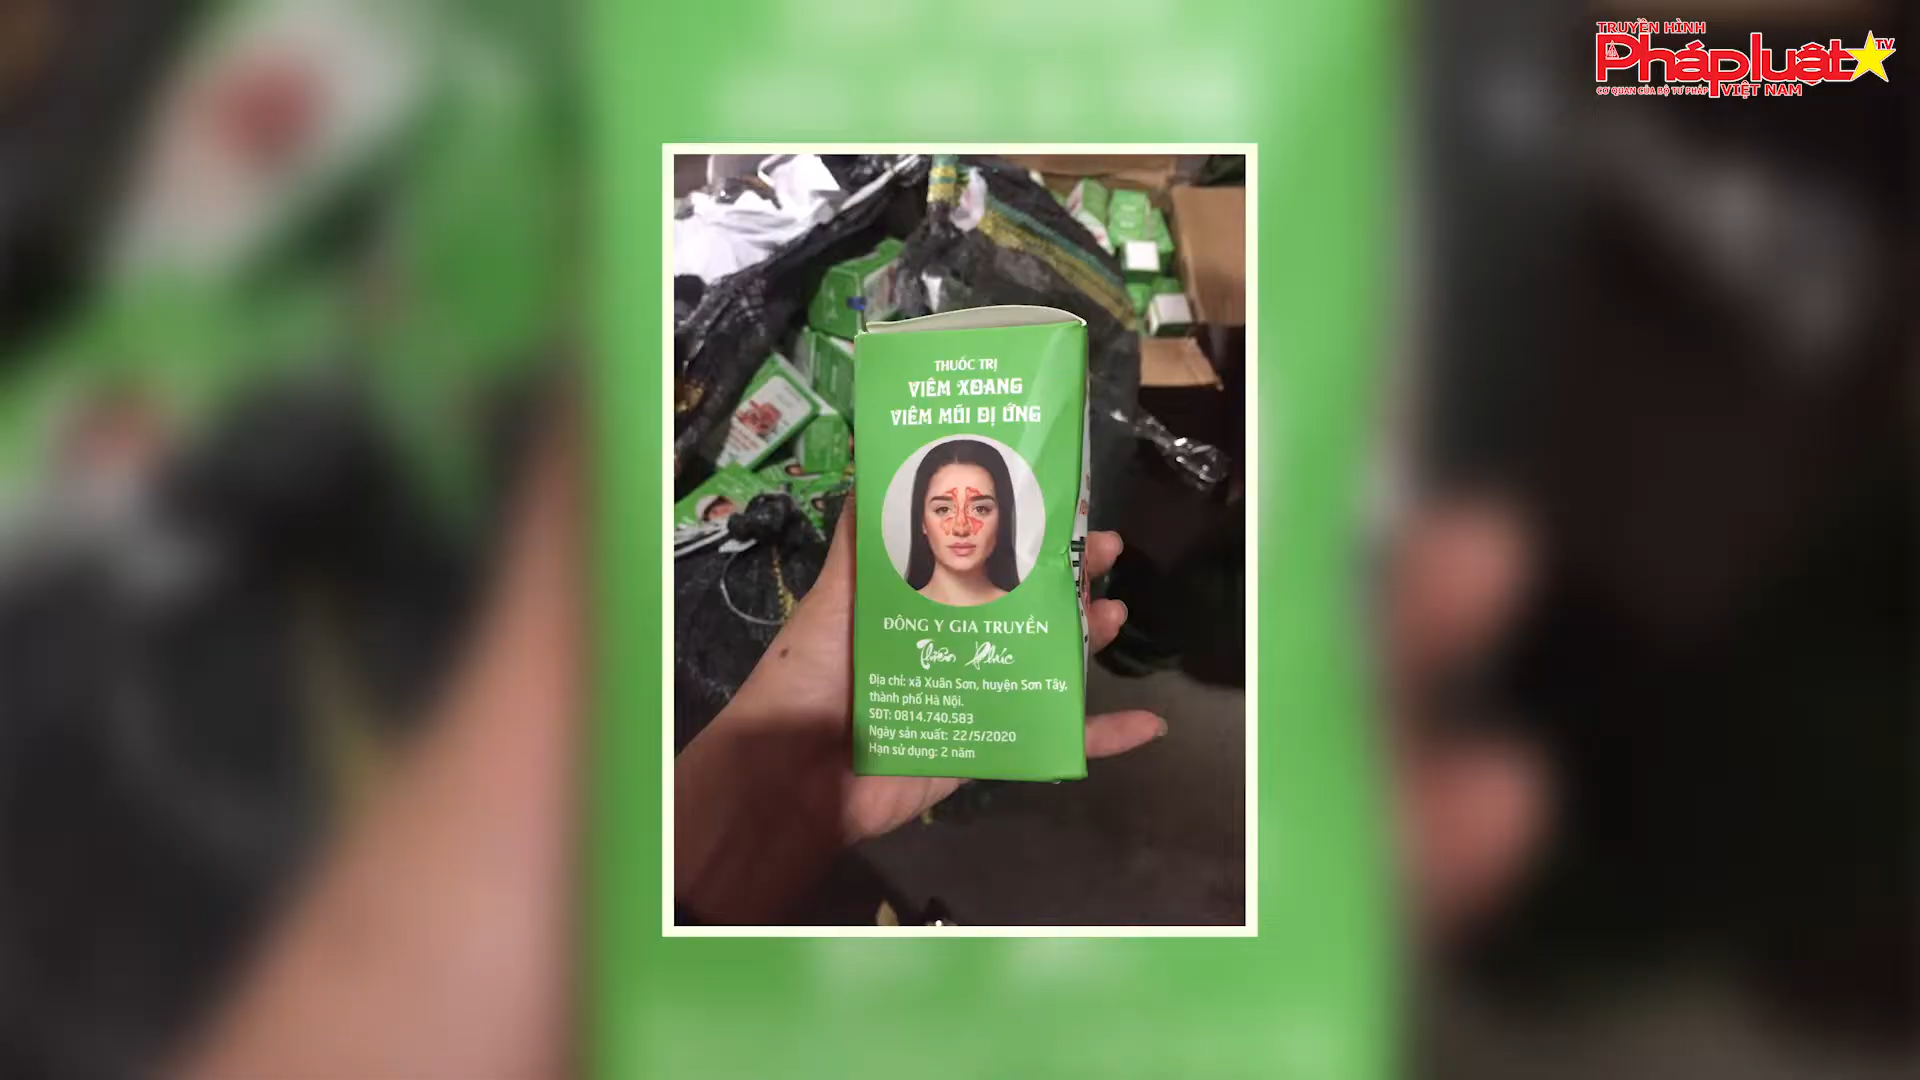 TRUYỀN HÌNH
Pháp luật TV
CƠ QUAN CỦA BỘ TƯ PHÁP VIỆT NAM
THUỐC TRỊ
VIÊM XOANG
VIÊM MŨI DỊ ỨNG
ĐÔNG Y GIA TRUYỀN
Thiên Phúc
Địa chỉ: xã Xuân Sơn, huyện Sơn Tây,
thành phố Hà Nội.
SĐT: 0814.740.583
Ngày sản xuất: 22/5/2020
Hạn sử dụng: 2 năm